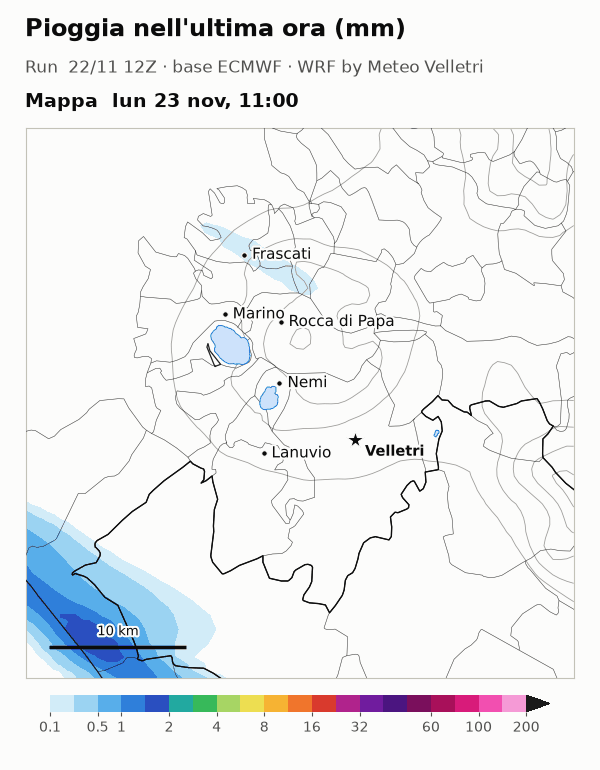 Pioggia nell'ultima ora (mm)
Run  22/11 12Z · base ECMWF · WRF by Meteo Velletri
Mappa  lun 23 nov, 11:00
Frascati
Marino
Rocca di Papa
Nemi
Velletri
Lanuvio
10 km
0.1 0.5 1 2 4 8 16 32 60 100 200